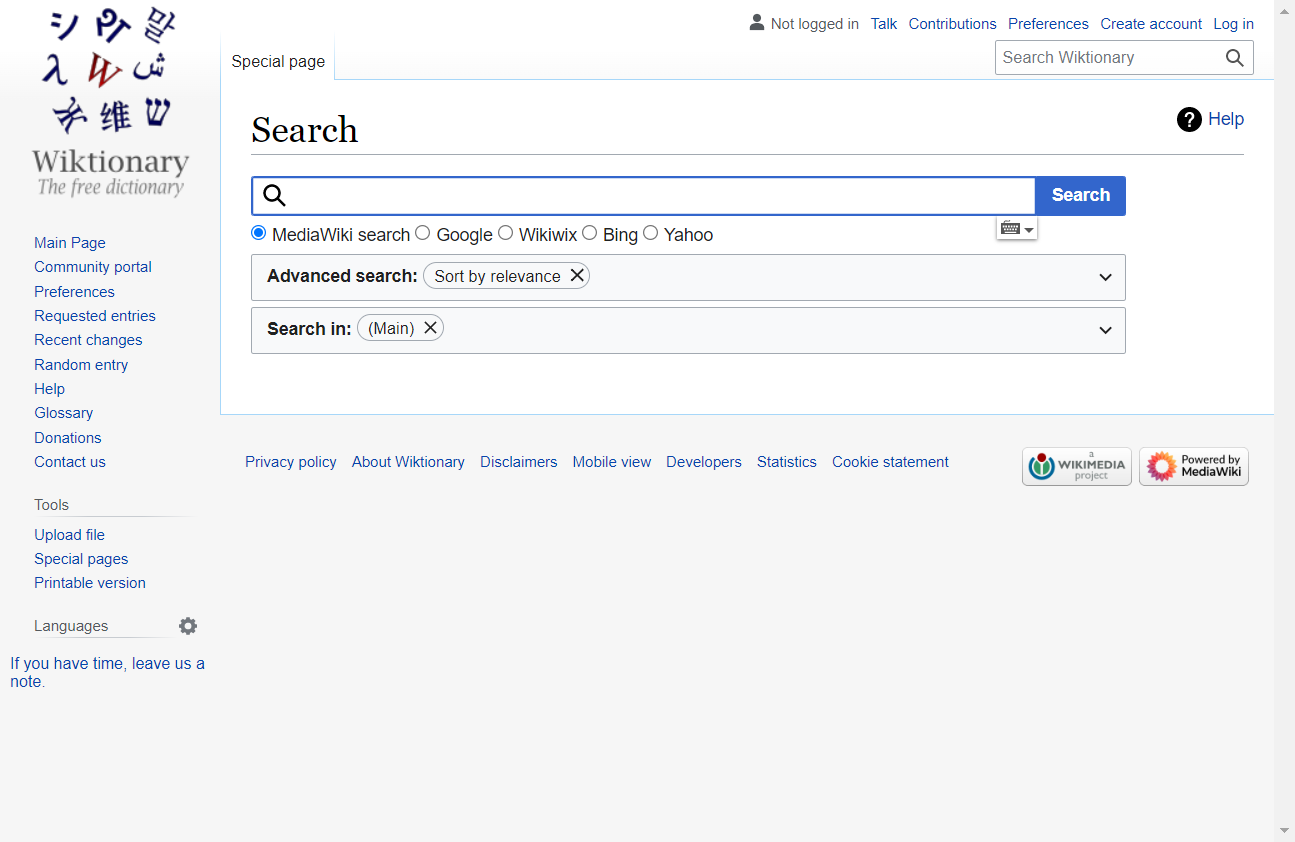 シ
ʃ
말
λ
W
ش
維
ש
Wiktionary
The free dictionary
Not logged in Talk Contributions Preferences Create account Log in
Special page
Search Wiktionary
Search
? Help
Search
MediaWiki search Google Wikiwix Bing Yahoo
Advanced search: Sort by relevance
Search in: (Main)
Main Page
Community portal
Preferences
Requested entries
Recent changes
Random entry
Help
Glossary
Donations
Contact us
Tools
Upload file
Special pages
Printable version
Languages
If you have time, leave us a
note.
Privacy policy About Wiktionary Disclaimers Mobile view Developers Statistics Cookie statement
a
WIKIMEDIA
project
Powered by
MediaWiki